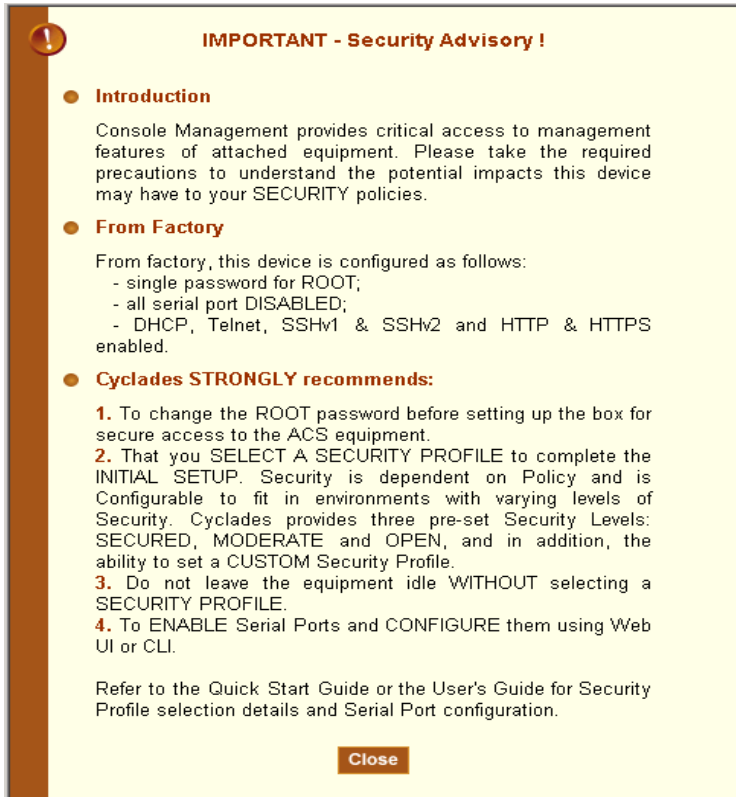 IMPORTANT - Security Advisory !
Introduction
Console Management provides critical access to management
features of attached equipment. Please take the required
precautions to understand the potential impacts this device
may have to your SECURITY policies.
From Factory
From factory, this device is configured as follows:
- single password for ROOT;
- all serial port DISABLED;
- DHCP, Telnet, SSHv1 & SSHv2 and HTTP & HTTPS
enabled.
Cyclades STRONGLY recommends:
1. To change the ROOT password before setting up the box for
secure access to the ACS equipment.
2. That you SELECT A SECURITY PROFILE to complete the
INITIAL SETUP. Security is dependent on Policy and is
Configurable to fit in environments with varying levels of
Security. Cyclades provides three pre-set Security Levels:
SECURED, MODERATE and OPEN, and in addition, the
ability to set a CUSTOM Security Profile.
3. Do not leave the equipment idle WITHOUT selecting a
SECURITY PROFILE.
4. To ENABLE Serial Ports and CONFIGURE them using Web
UI or CLI.
Refer to the Quick Start Guide or the User's Guide for Security
Profile selection details and Serial Port configuration.
Close